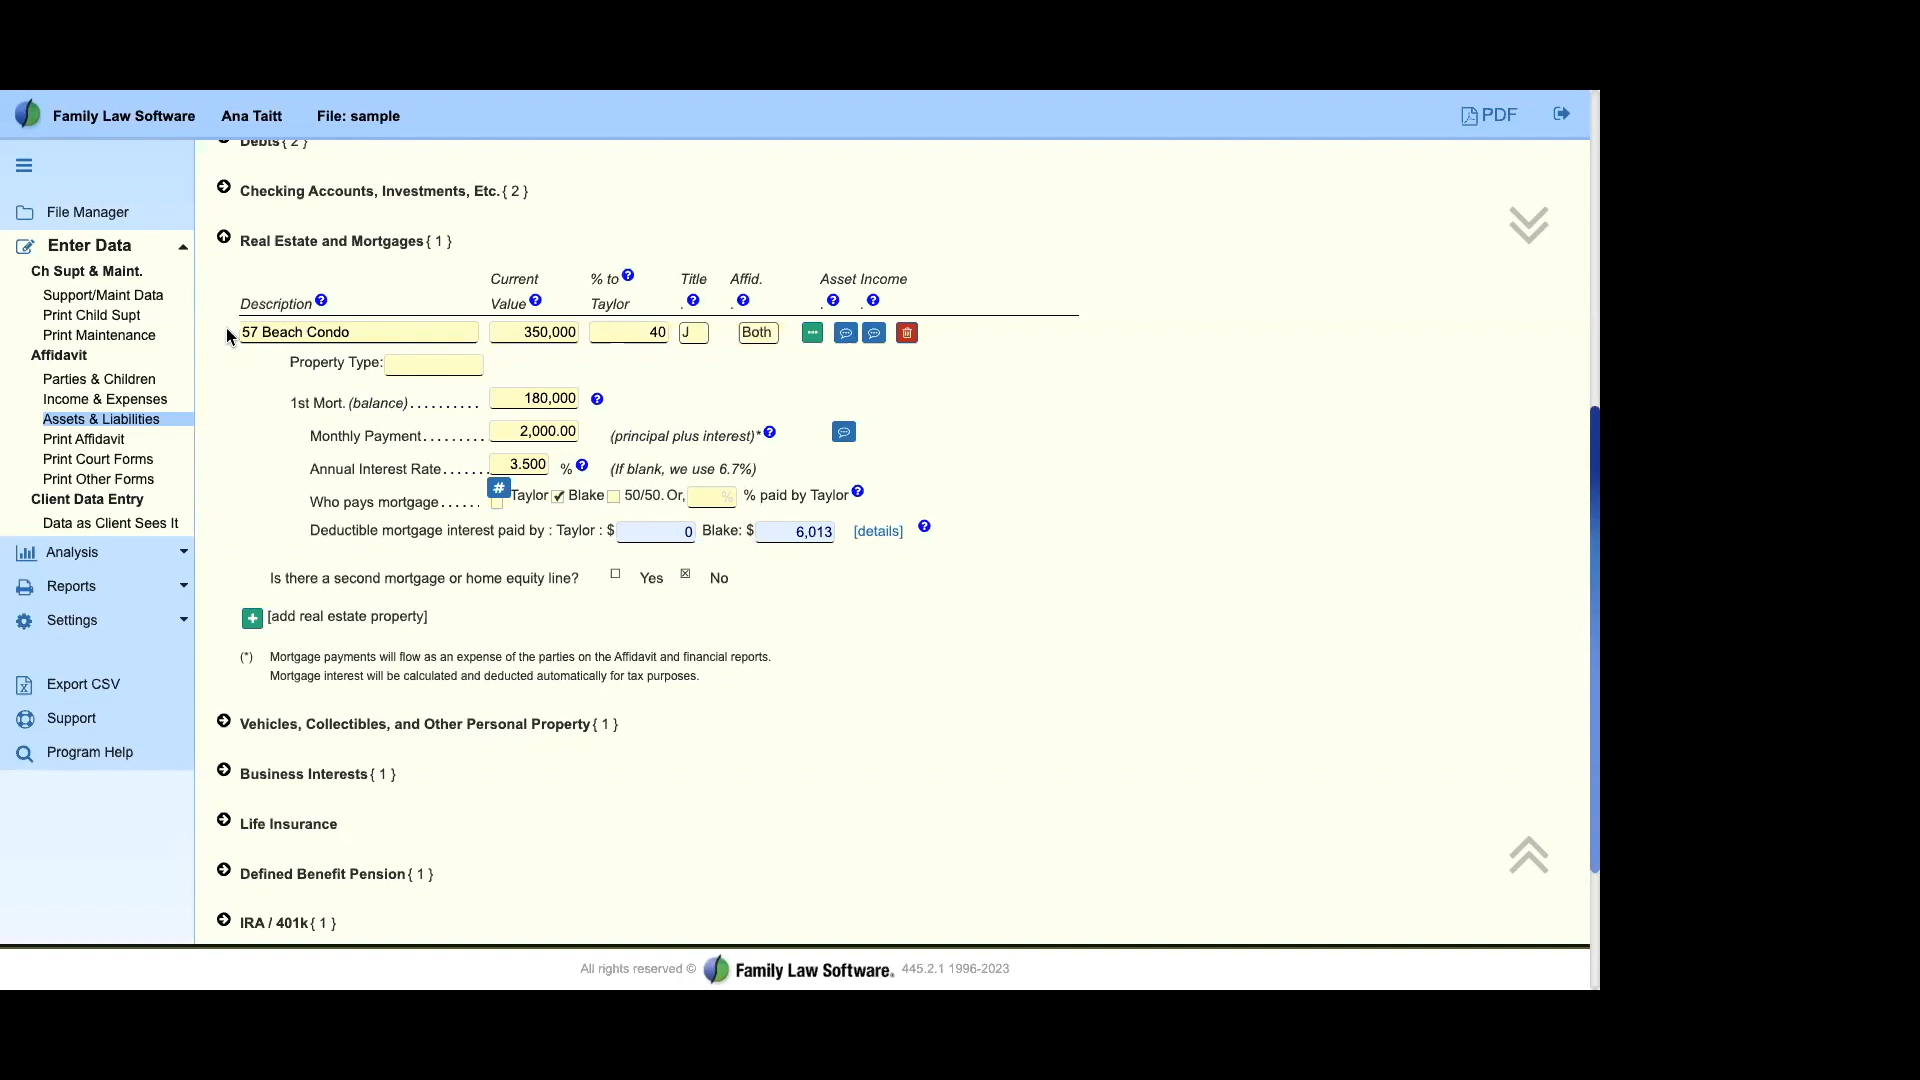 Family Law Software Ana Taitt File: sample PDF
File Manager
Enter Data
Ch Supt & Maint.
Support/Maint Data
Print Child Supt
Print Maintenance
Affidavit
Parties & Children
Income & Expenses
Assets & Liabilities
Print Affidavit
Print Court Forms
Print Other Forms
Client Data Entry
Data as Client Sees It
Analysis
Reports
Settings
Export CSV
Support
Program Help
Debts { 2 }
Checking Accounts, Investments, Etc. { 2 }
Real Estate and Mortgages { 1 }
Current % to ? Title Affid. Asset Income
Description ? Value ? Taylor . ? . ? . ? . ?
57 Beach Condo 350,000 40 J Both
Property Type:
1st Mort. (balance) . . . . . . . . . . 180,000 ?
Monthly Payment . . . . . . . . . 2,000.00 (principal plus interest) * ?
Annual Interest Rate . . . . . . . 3.500 % ? (If blank, we use 6.7%)
Who pays mortgage . . . . . . # Taylor Blake 50/50. Or, % % paid by Taylor ?
Deductible mortgage interest paid by : Taylor : $ 0 Blake: $ 6,013 [details] ?
Is there a second mortgage or home equity line? Yes No
+ [add real estate property]
(*) Mortgage payments will flow as an expense of the parties on the Affidavit and financial reports.
Mortgage interest will be calculated and deducted automatically for tax purposes.
Vehicles, Collectibles, and Other Personal Property { 1 }
Business Interests { 1 }
Life Insurance
Defined Benefit Pension { 1 }
IRA / 401k { 1 }
All rights reserved © Family Law Software. 445.2.1 1996-2023